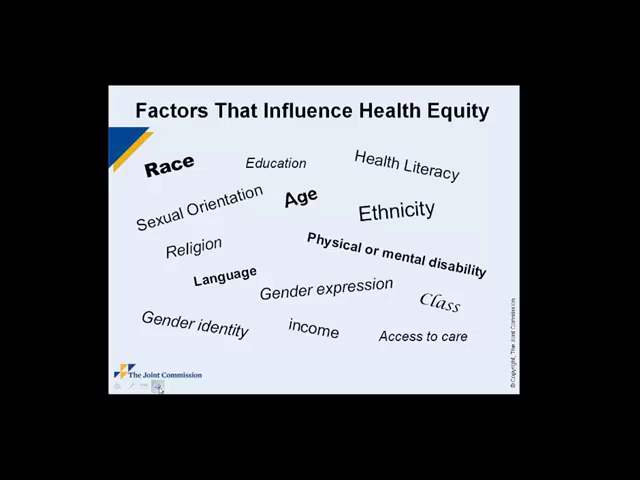 Factors That Influence Health Equity
Race
Education
Health Literacy
Sexual Orientation
Age
Ethnicity
Religion
Physical or mental disability
Language
Gender expression
Class
Gender identity
income
Access to care
The Joint Commission
© Copyright, The Joint Commission